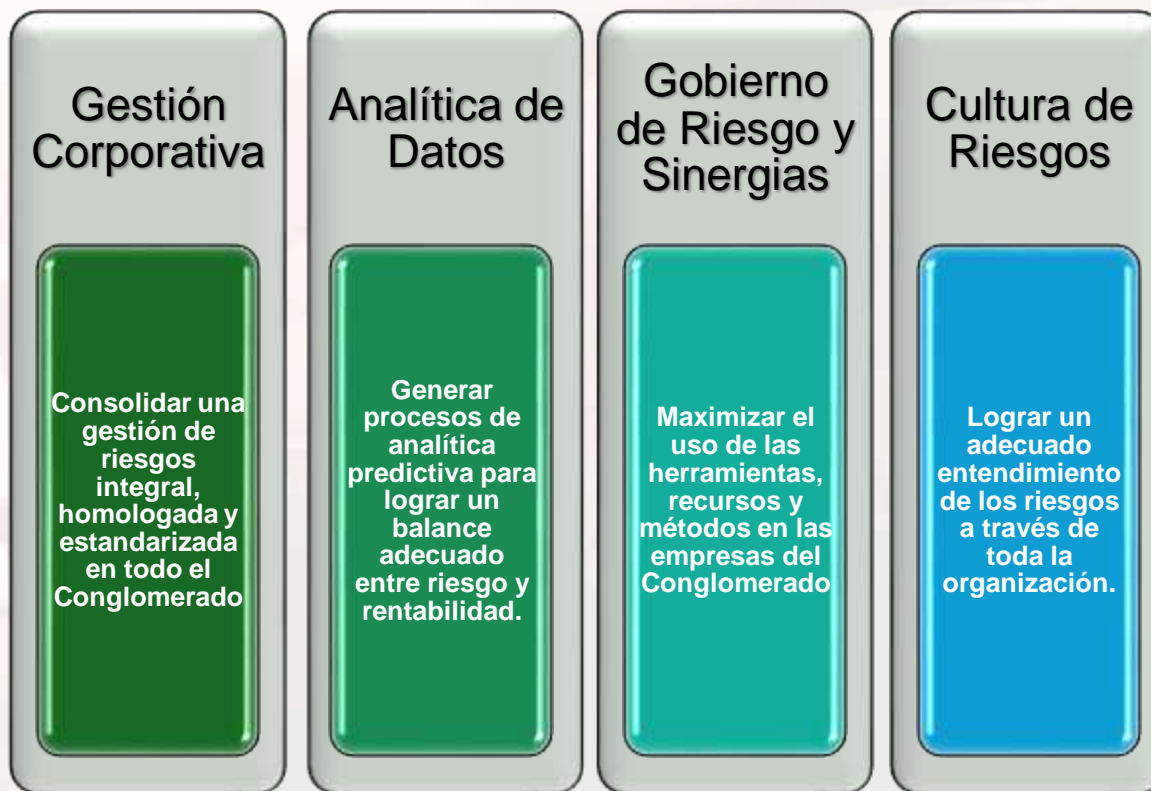 Gestión
Corporativa
Consolidar una
gestión de
riesgos
integral,
homologada y
estandarizada
en todo el
Conglomerado
Analítica de
Datos
Generar
procesos de
analítica
predictiva para
lograr un
balance
adecuado
entre riesgo y
rentabilidad.
Gobierno
de Riesgo y
Sinergias
Maximizar el
uso de las
herramientas,
recursos y
métodos en las
empresas del
Conglomerado
Cultura de
Riesgos
Lograr un
adecuado
entendimiento
de los riesgos
a través de
toda la
organización.